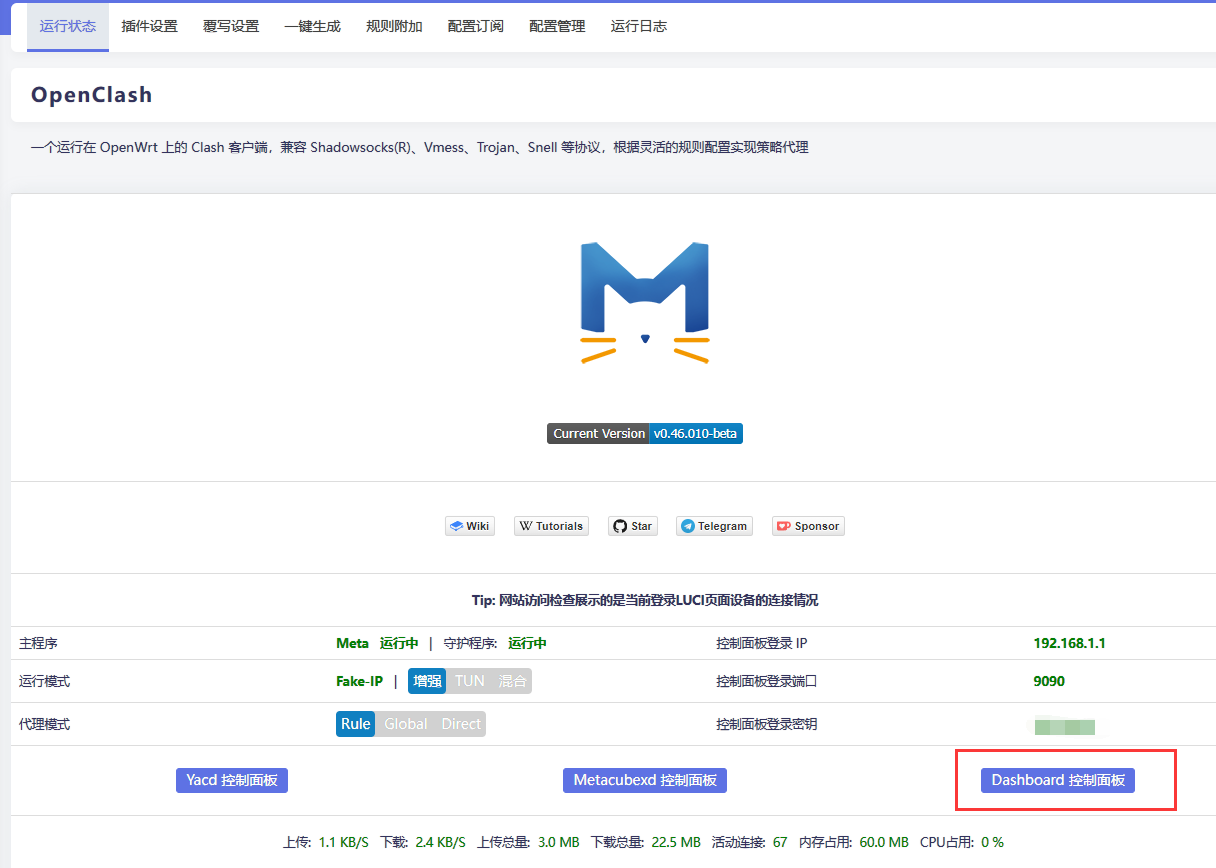 运行状态 插件设置 覆写设置 一键生成 规则附加 配置订阅 配置管理 运行日志
OpenClash
一个运行在 OpenWrt 上的 Clash 客户端，兼容 Shadowsocks(R)、Vmess、Trojan、Snell 等协议，根据灵活的规则配置实现策略代理
Current Version v0.46.010-beta
Wiki Tutorials Star Telegram Sponsor
Tip: 网站访问检查展示的是当前登录LUCI页面设备的连接情况
主程序 Meta 运行中 | 守护程序: 运行中 控制面板登录 IP 192.168.1.1
运行模式 Fake-IP | 增强 TUN 混合 控制面板登录端口 9090
代理模式 Rule Global Direct 控制面板登录密钥
Yacd 控制面板 Metacubexd 控制面板 Dashboard 控制面板
上传: 1.1 KB/S 下载: 2.4 KB/S 上传总量: 3.0 MB 下载总量: 22.5 MB 活动连接: 67 内存占用: 60.0 MB CPU占用: 0 %